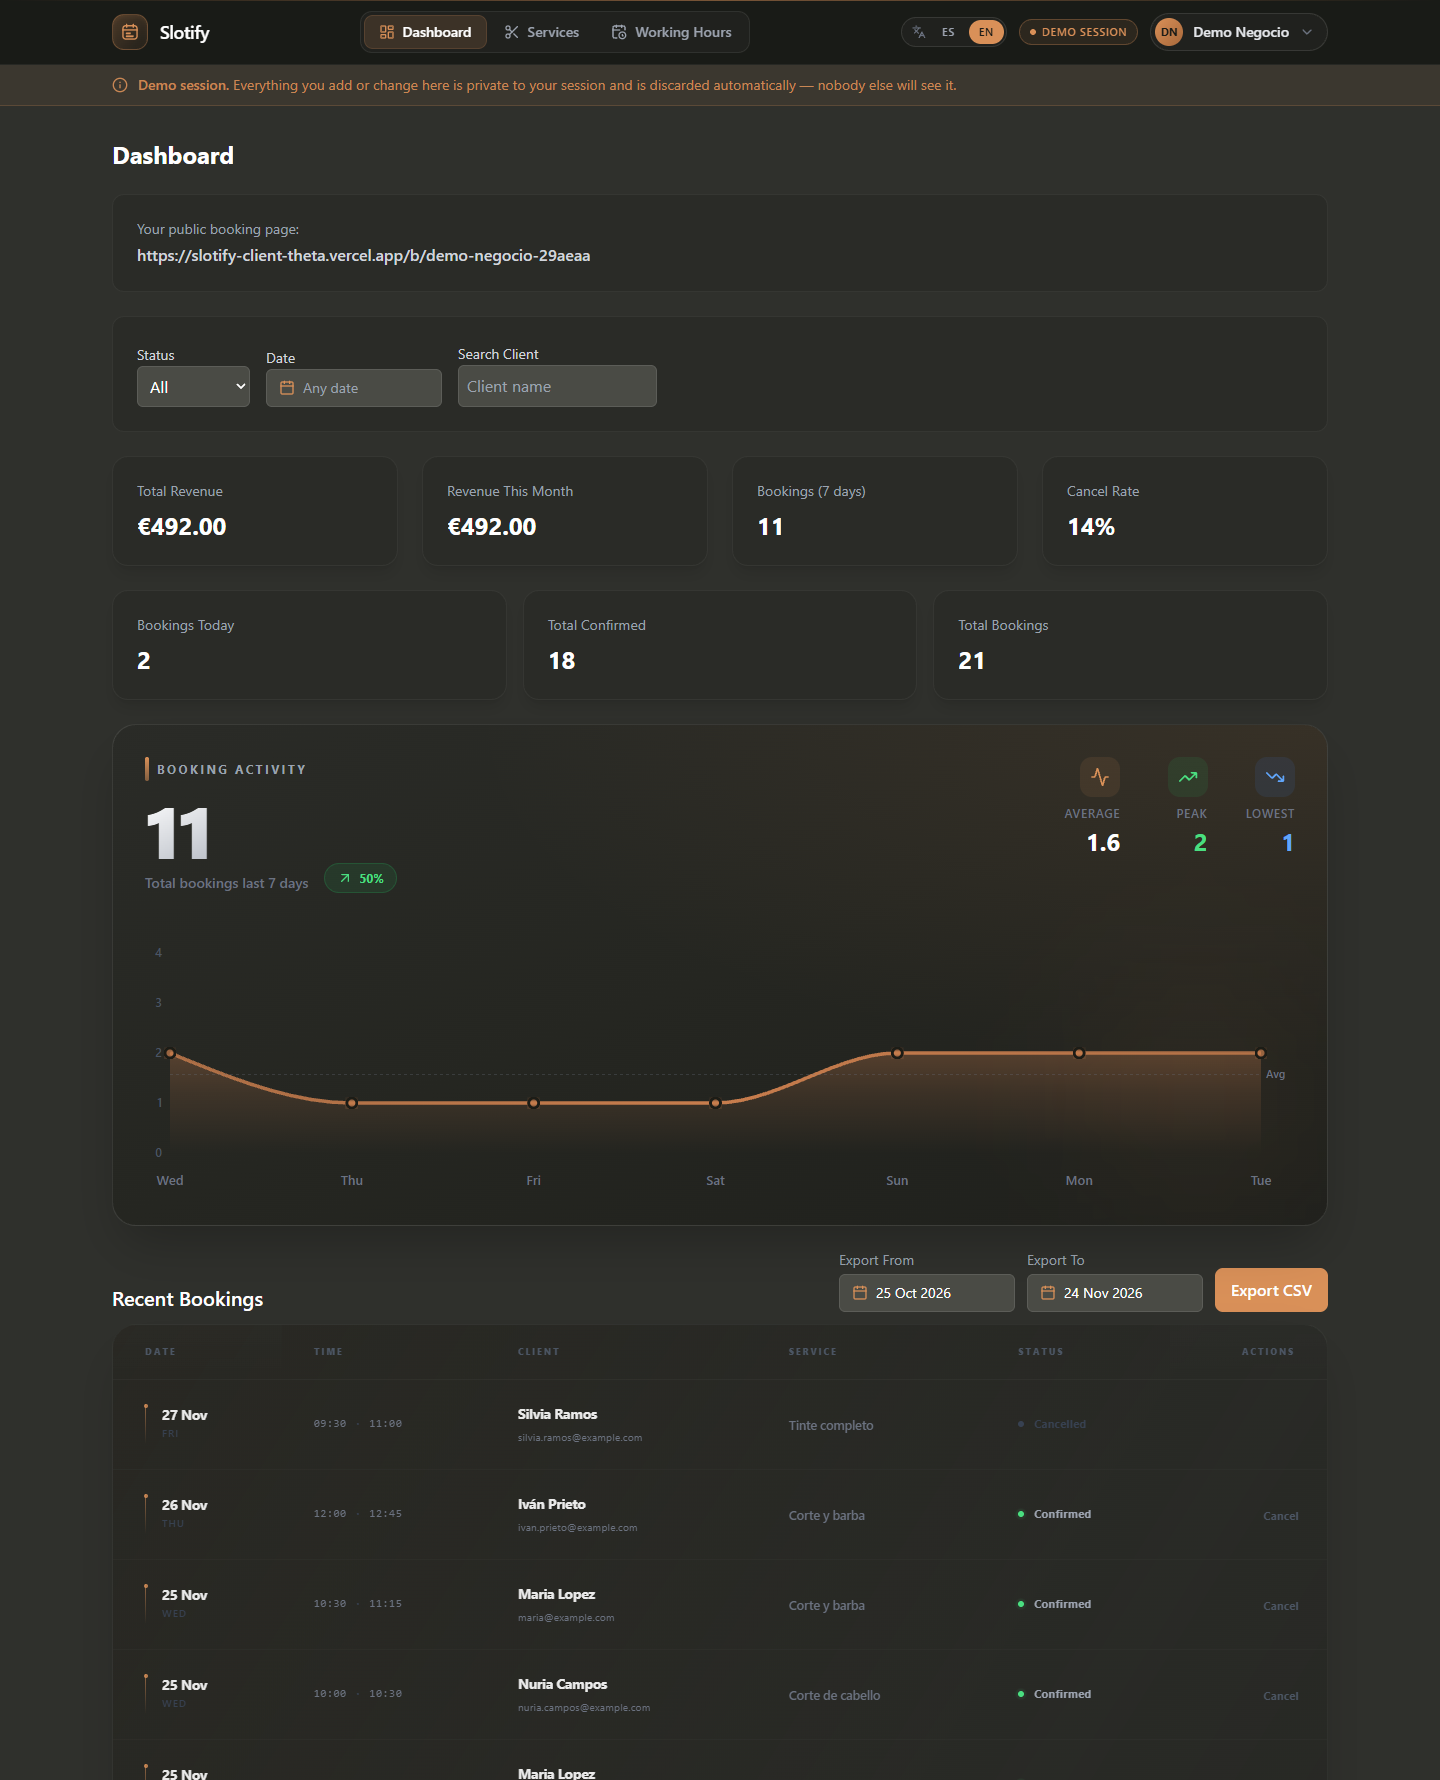 Slotify
Dashboard
Services
Working Hours
ES
EN
DEMO SESSION
DN
Demo Negocio
Demo session. Everything you add or change here is private to your session and is discarded automatically — nobody else will see it.
Dashboard
Your public booking page:
https://slotify-client-theta.vercel.app/b/demo-negocio-29aeaa
Status
Date
Search Client
All
Any date
Client name
Total Revenue
€492.00
Revenue This Month
€492.00
Bookings (7 days)
11
Cancel Rate
14%
Bookings Today
2
Total Confirmed
18
Total Bookings
21
BOOKING ACTIVITY
11
Total bookings last 7 days
50%
AVERAGE
1.6
PEAK
2
LOWEST
1
4
3
2
1
0
Avg
Wed Thu Fri Sat Sun Mon Tue
Recent Bookings
Export From
25 Oct 2026
Export To
24 Nov 2026
Export CSV
DATE TIME CLIENT SERVICE STATUS ACTIONS
27 Nov
FRI
09:30 · 11:00
Silvia Ramos
silvia.ramos@example.com
Tinte completo
Cancelled
26 Nov
THU
12:00 · 12:45
Iván Prieto
ivan.prieto@example.com
Corte y barba
Confirmed
Cancel
25 Nov
WED
10:30 · 11:15
Maria Lopez
maria@example.com
Corte y barba
Confirmed
Cancel
25 Nov
WED
10:00 · 10:30
Nuria Campos
nuria.campos@example.com
Corte de cabello
Confirmed
Cancel
25 Nov
Maria Lopez